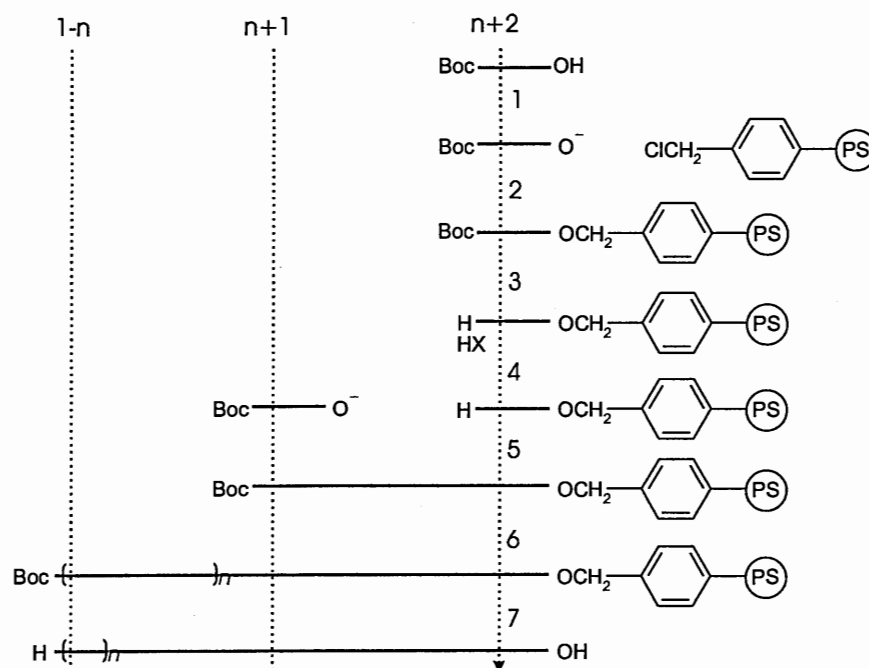 1-n n+1 n+2
Boc OH
1
Boc O⁻ ClCH₂ PS
2
Boc OCH₂ PS
3
H OCH₂ PS
HX
4
Boc O⁻ H OCH₂ PS
5
Boc OCH₂ PS
6
Boc ( )n OCH₂ PS
7
H ( )n OH